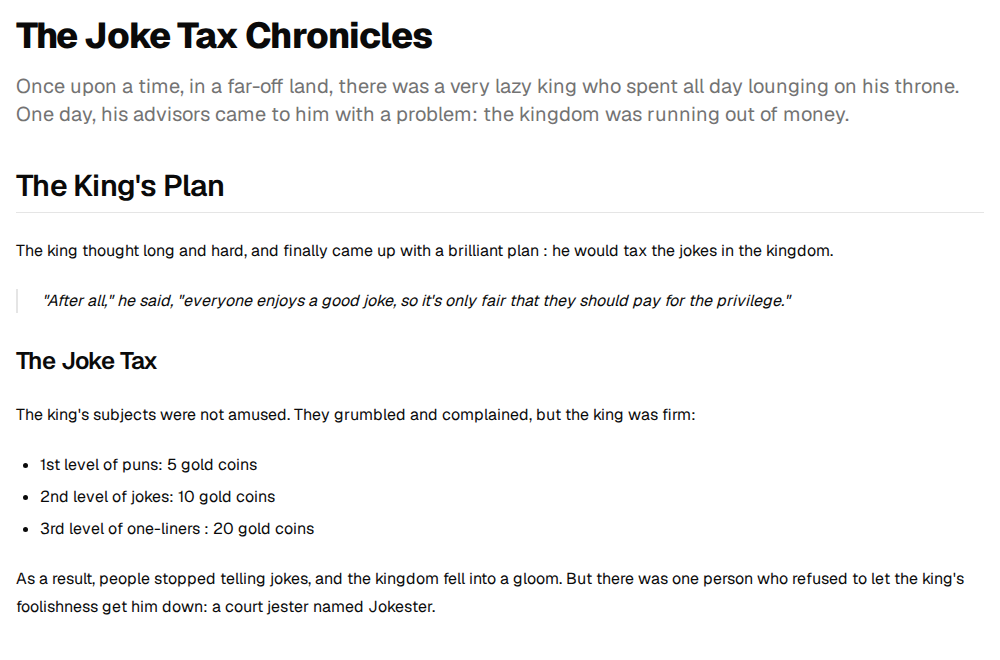 The Joke Tax Chronicles
Once upon a time, in a far-off land, there was a very lazy king who spent all day lounging on his throne.
One day, his advisors came to him with a problem: the kingdom was running out of money.
The King's Plan
The king thought long and hard, and finally came up with a brilliant plan : he would tax the jokes in the kingdom.
"After all," he said, "everyone enjoys a good joke, so it's only fair that they should pay for the privilege."
The Joke Tax
The king's subjects were not amused. They grumbled and complained, but the king was firm:
• 1st level of puns: 5 gold coins
• 2nd level of jokes: 10 gold coins
• 3rd level of one-liners : 20 gold coins
As a result, people stopped telling jokes, and the kingdom fell into a gloom. But there was one person who refused to let the king's
foolishness get him down: a court jester named Jokester.